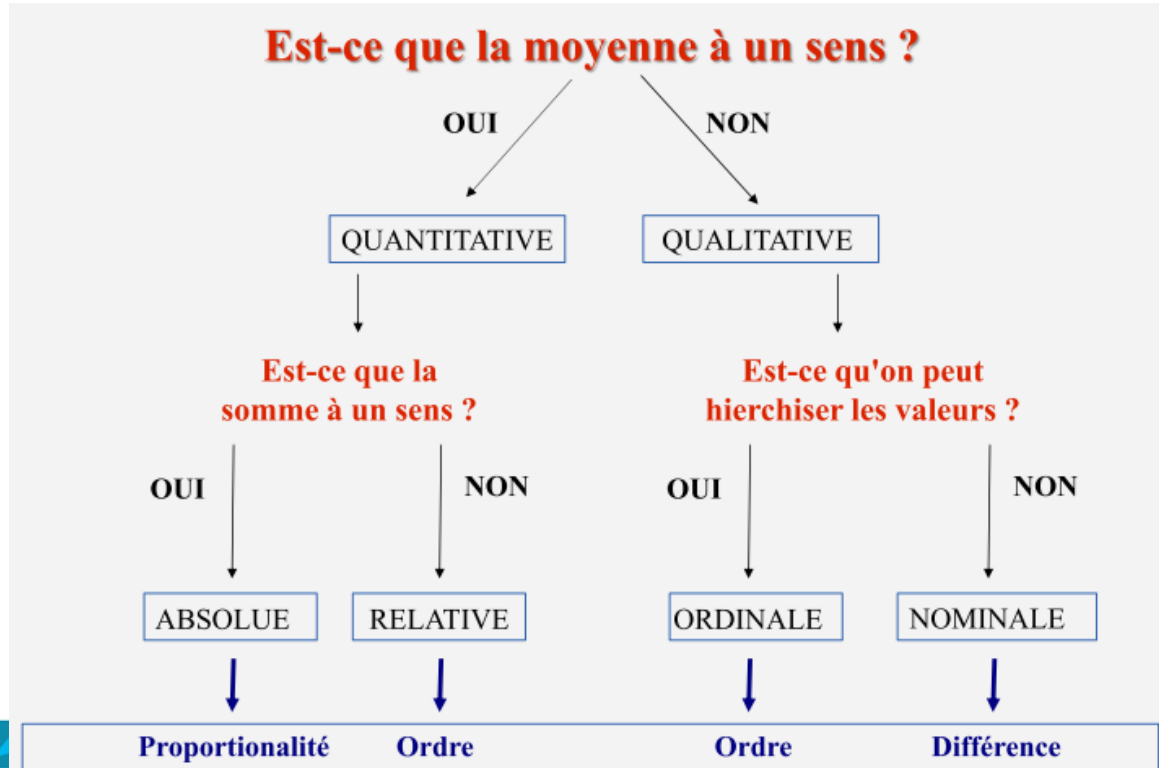 Est-ce que la moyenne à un sens ?
OUI
NON
QUANTITATIVE
QUALITATIVE
Est-ce que la
somme à un sens ?
Est-ce qu'on peut
hierchiser les valeurs ?
OUI
NON
OUI
NON
ABSOLUE
RELATIVE
ORDINALE
NOMINALE
Proportionalité
Ordre
Ordre
Différence